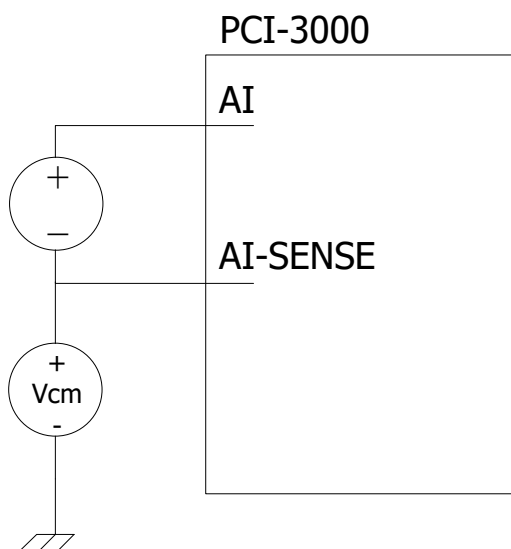 PCI-3000
AI
+
−
AI-SENSE
+
Vcm
-